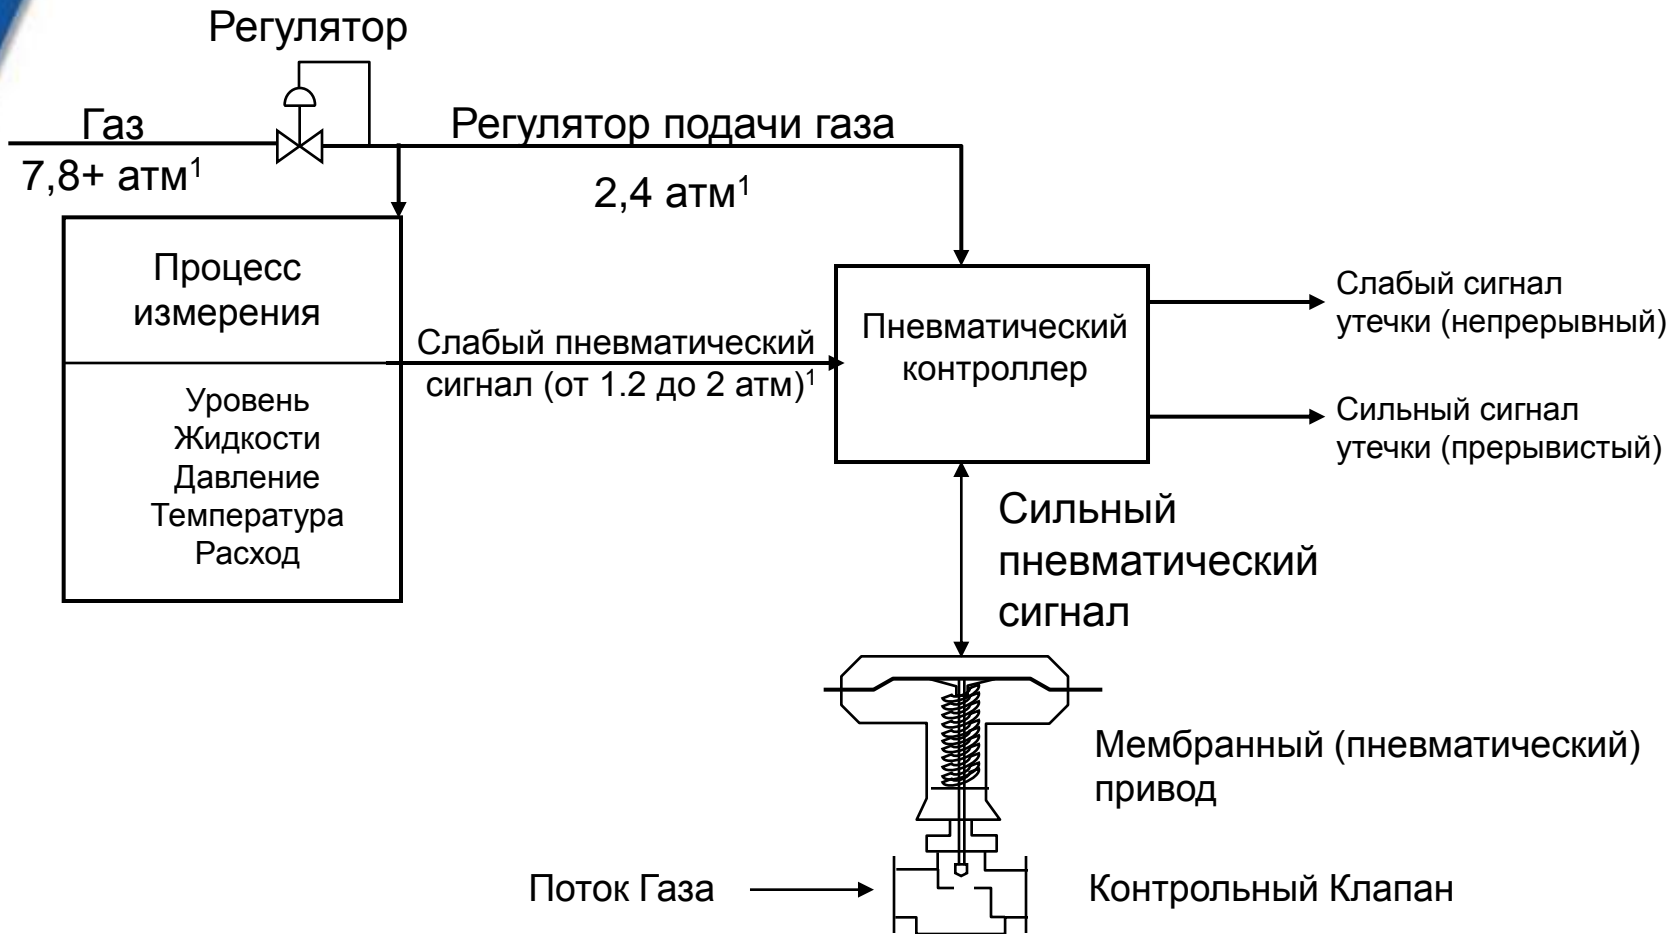 Регулятор
Газ
7,8+ атм¹
Регулятор подачи газа
2,4 атм¹
Процесс
измерения
Уровень
Жидкости
Давление
Температура
Расход
Слабый пневматический
сигнал (от 1.2 до 2 атм)¹
Пневматический
контроллер
Слабый сигнал
утечки (непрерывный)
Сильный сигнал
утечки (прерывистый)
Сильный
пневматический
сигнал
Мембранный (пневматический)
привод
Поток Газа
Контрольный Клапан